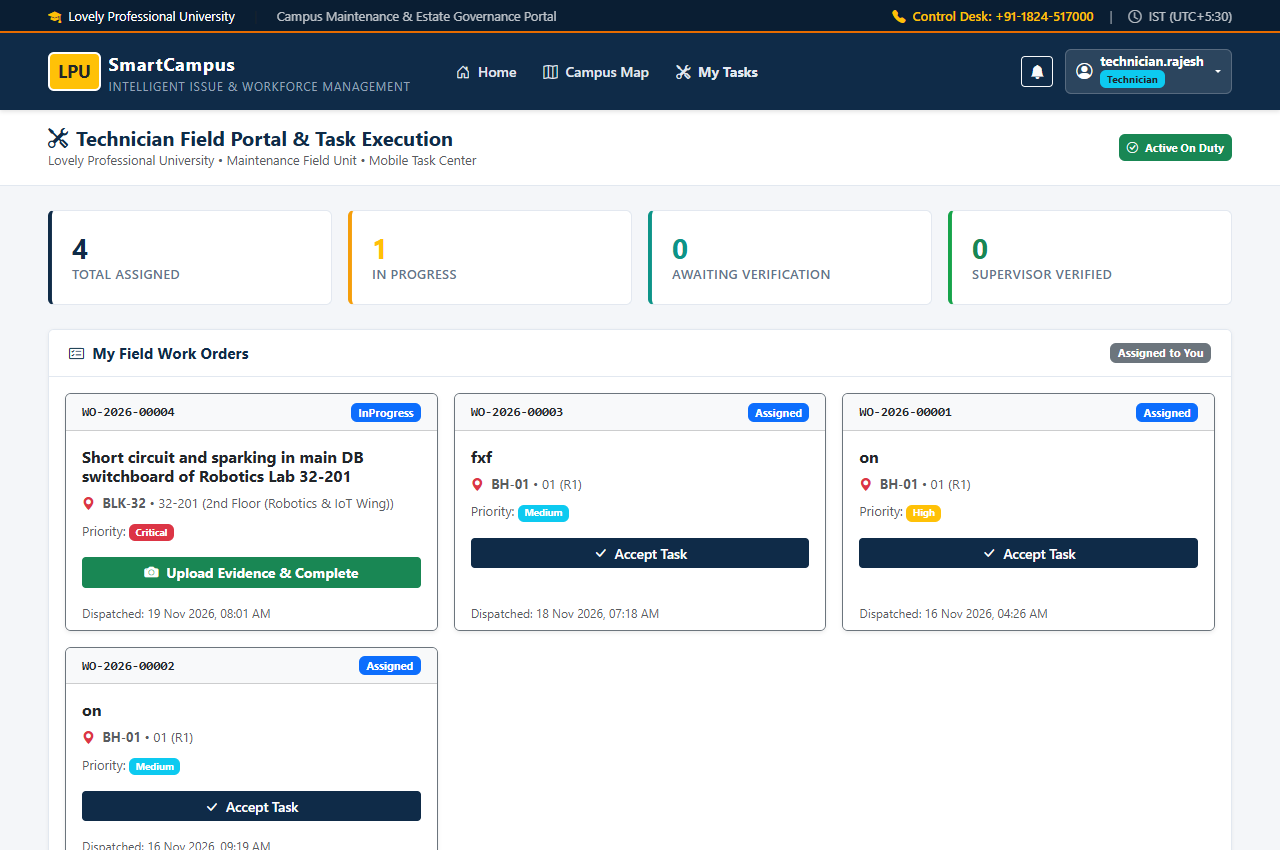 Lovely Professional University
Campus Maintenance & Estate Governance Portal
Control Desk: +91-1824-517000 | IST (UTC+5:30)
LPU
SmartCampus
INTELLIGENT ISSUE & WORKFORCE MANAGEMENT
Home
Campus Map
My Tasks
technician.rajesh
Technician
Technician Field Portal & Task Execution
Lovely Professional University • Maintenance Field Unit • Mobile Task Center
Active On Duty
4
TOTAL ASSIGNED
1
IN PROGRESS
0
AWAITING VERIFICATION
0
SUPERVISOR VERIFIED
My Field Work Orders
Assigned to You
WO-2026-00004
InProgress
Short circuit and sparking in main DB
switchboard of Robotics Lab 32-201
BLK-32 • 32-201 (2nd Floor (Robotics & IoT Wing))
Priority: Critical
Upload Evidence & Complete
Dispatched: 19 Nov 2026, 08:01 AM
WO-2026-00003
Assigned
fxf
BH-01 • 01 (R1)
Priority: Medium
Accept Task
Dispatched: 18 Nov 2026, 07:18 AM
WO-2026-00001
Assigned
on
BH-01 • 01 (R1)
Priority: High
Accept Task
Dispatched: 16 Nov 2026, 04:26 AM
WO-2026-00002
Assigned
on
BH-01 • 01 (R1)
Priority: Medium
Accept Task
Dispatched: 16 Nov 2026, 09:19 AM